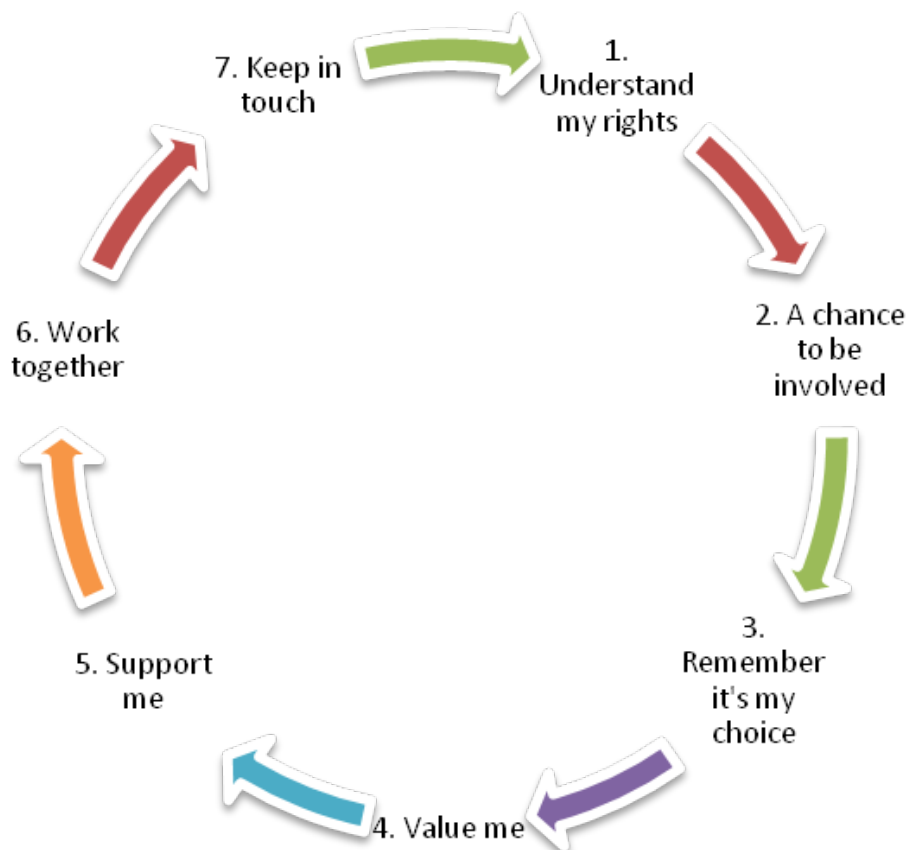 1.
Understand
my rights
2. A chance
to be
involved
3.
Remember
it's my
choice
4. Value me
5. Support
me
6. Work
together
7. Keep in
touch